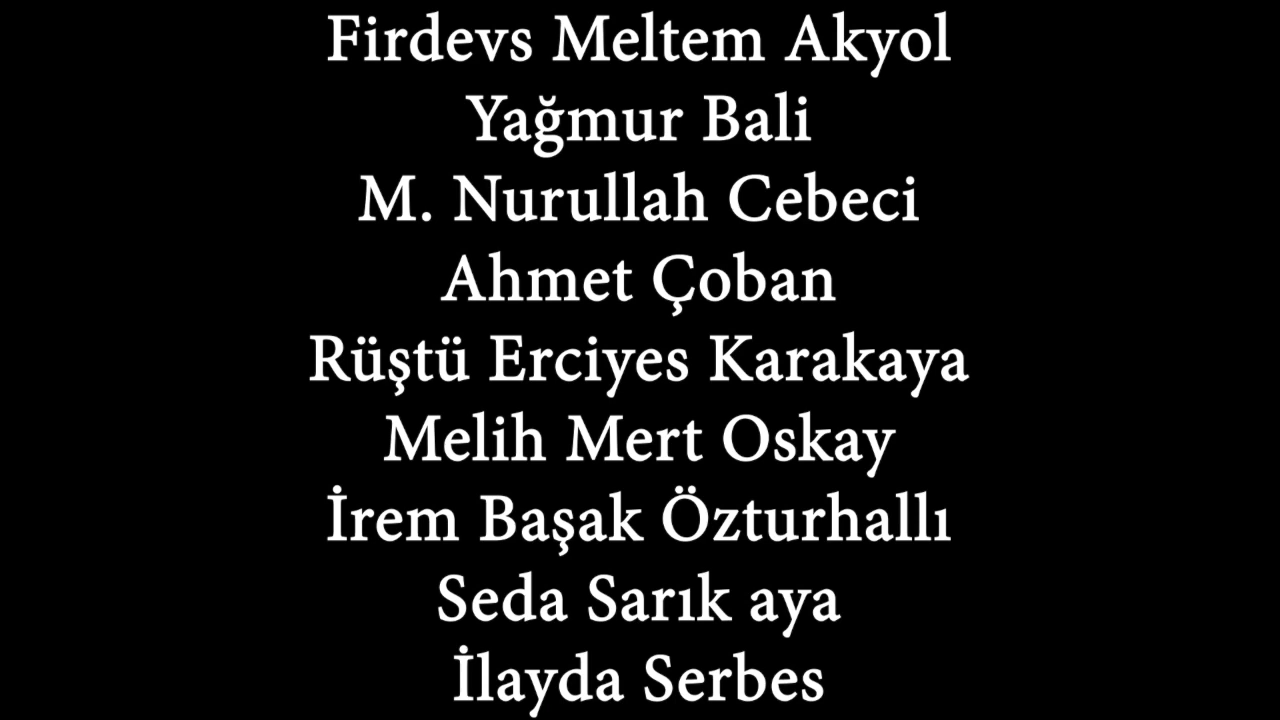 Firdevs Meltem Akyol
Yağmur Bali
M. Nurullah Cebeci
Ahmet Çoban
Rüştü Erciyes Karakaya
Melih Mert Oskay
İrem Başak Özturhallı
Seda Sarık aya
İlayda Serbes